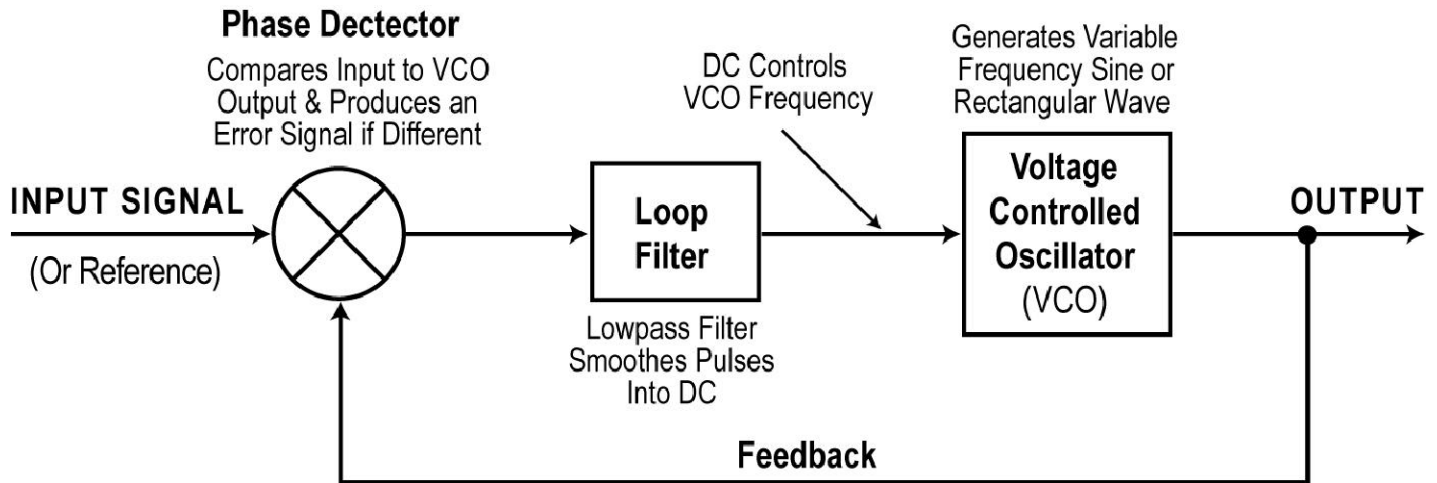 Phase Dectector
Compares Input to VCO
Output & Produces an
Error Signal if Different
INPUT SIGNAL
(Or Reference)
Loop
Filter
Lowpass Filter
Smoothes Pulses
Into DC
DC Controls
VCO Frequency
Generates Variable
Frequency Sine or
Rectangular Wave
Voltage
Controlled
Oscillator
(VCO)
OUTPUT
Feedback